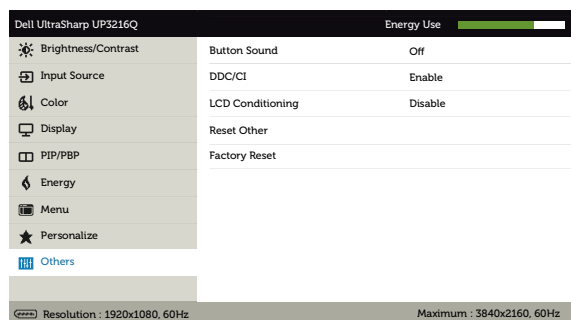 Dell UltraSharp UP3216Q Energy Use
Brightness/Contrast Button Sound Off
Input Source DDC/CI Enable
Color LCD Conditioning Disable
Display Reset Other
PIP/PBP Factory Reset
Energy
Menu
Personalize
Others
Resolution : 1920x1080, 60Hz Maximum : 3840x2160, 60Hz